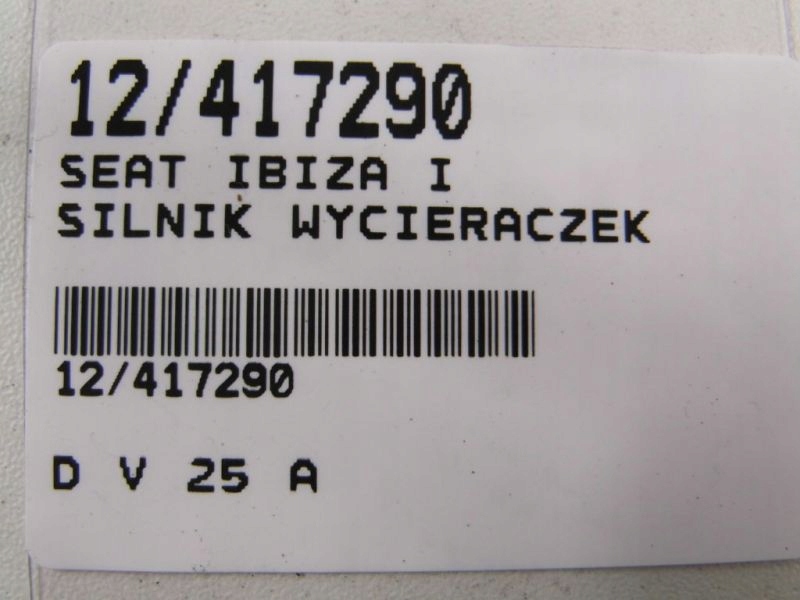 12/417290
SEAT IBIZA I
SILNIK WYCIERACZEK
12/417290
D V 25 A